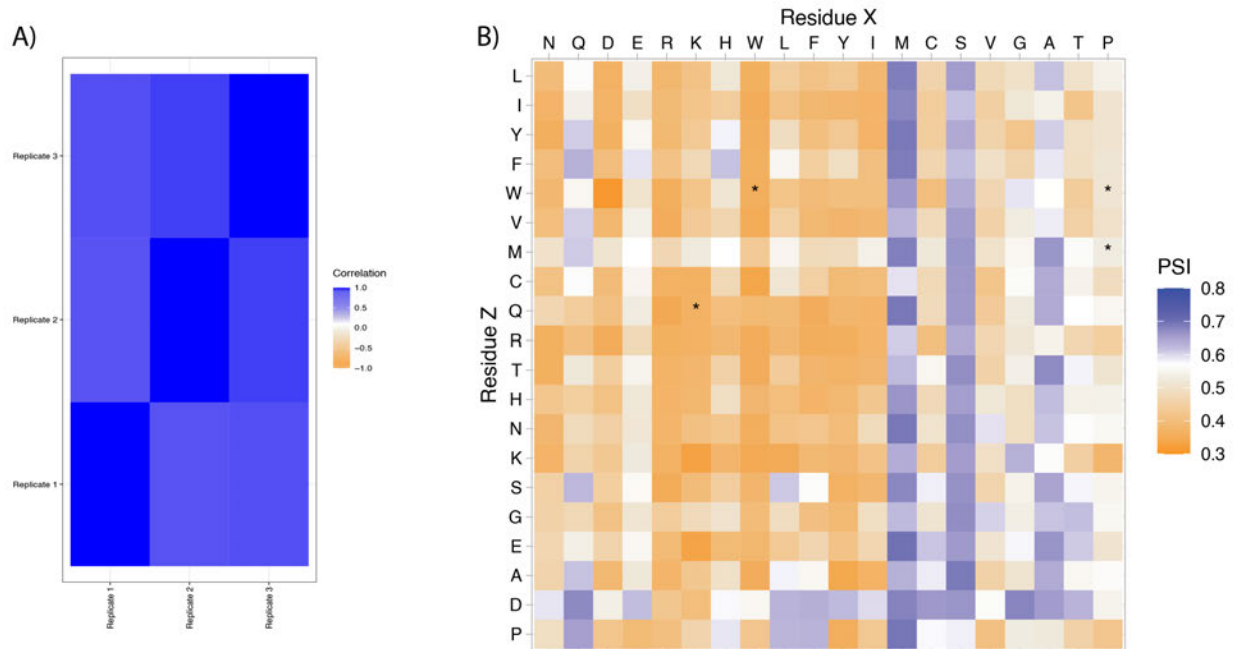 A)
Replicate 3
Replicate 2
Replicate 1
Replicate 1
Replicate 2
Replicate 3
Correlation
1.0
0.5
0.0
−0.5
−1.0
B)
Residue X
N Q D E R K H W L F Y I M C S V G A T P
Residue Z
L
I
Y
F
W * *
V
M *
C
Q *
R
T
H
N
K
S
G
E
A
D
P
PSI
0.8
0.7
0.6
0.5
0.4
0.3